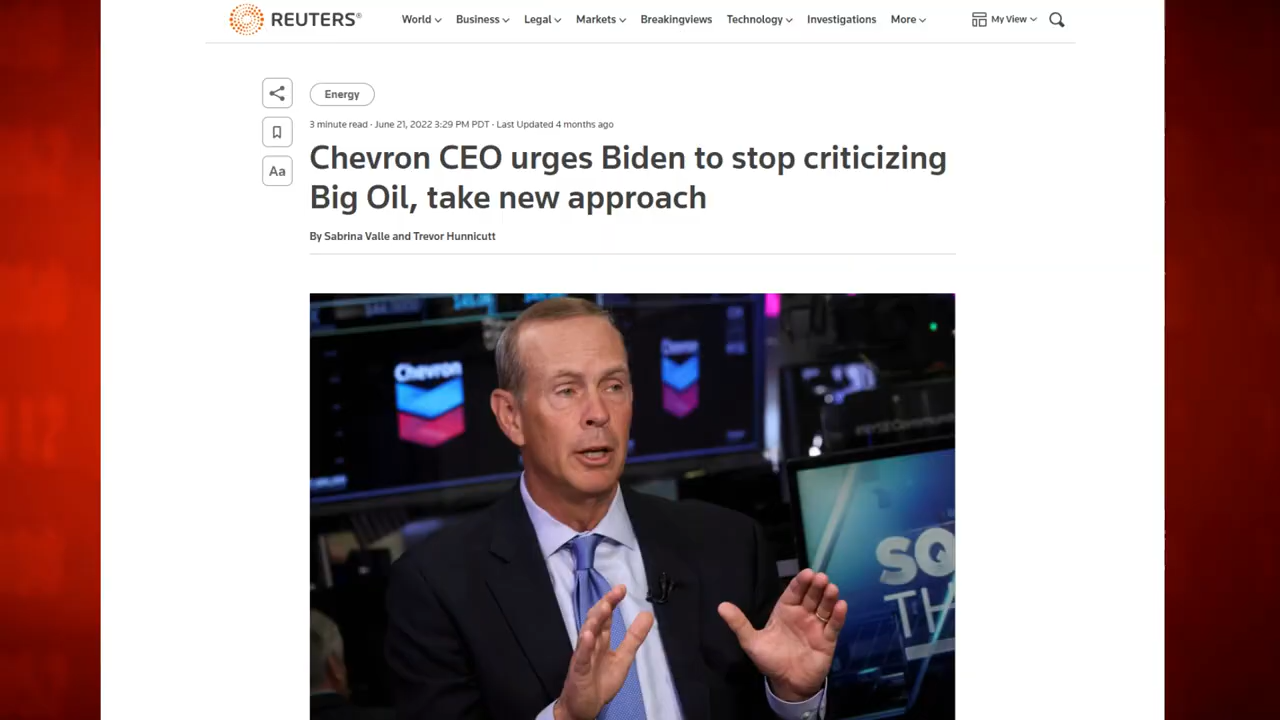 REUTERS®
World
Business
Legal
Markets
Breakingviews
Technology
Investigations
More
My View
Energy
3 minute read · June 21, 2022 3:29 PM PDT · Last Updated 4 months ago
Aa
Chevron CEO urges Biden to stop criticizing
Big Oil, take new approach
By Sabrina Valle and Trevor Hunnicutt
Chevron
SQ
TH